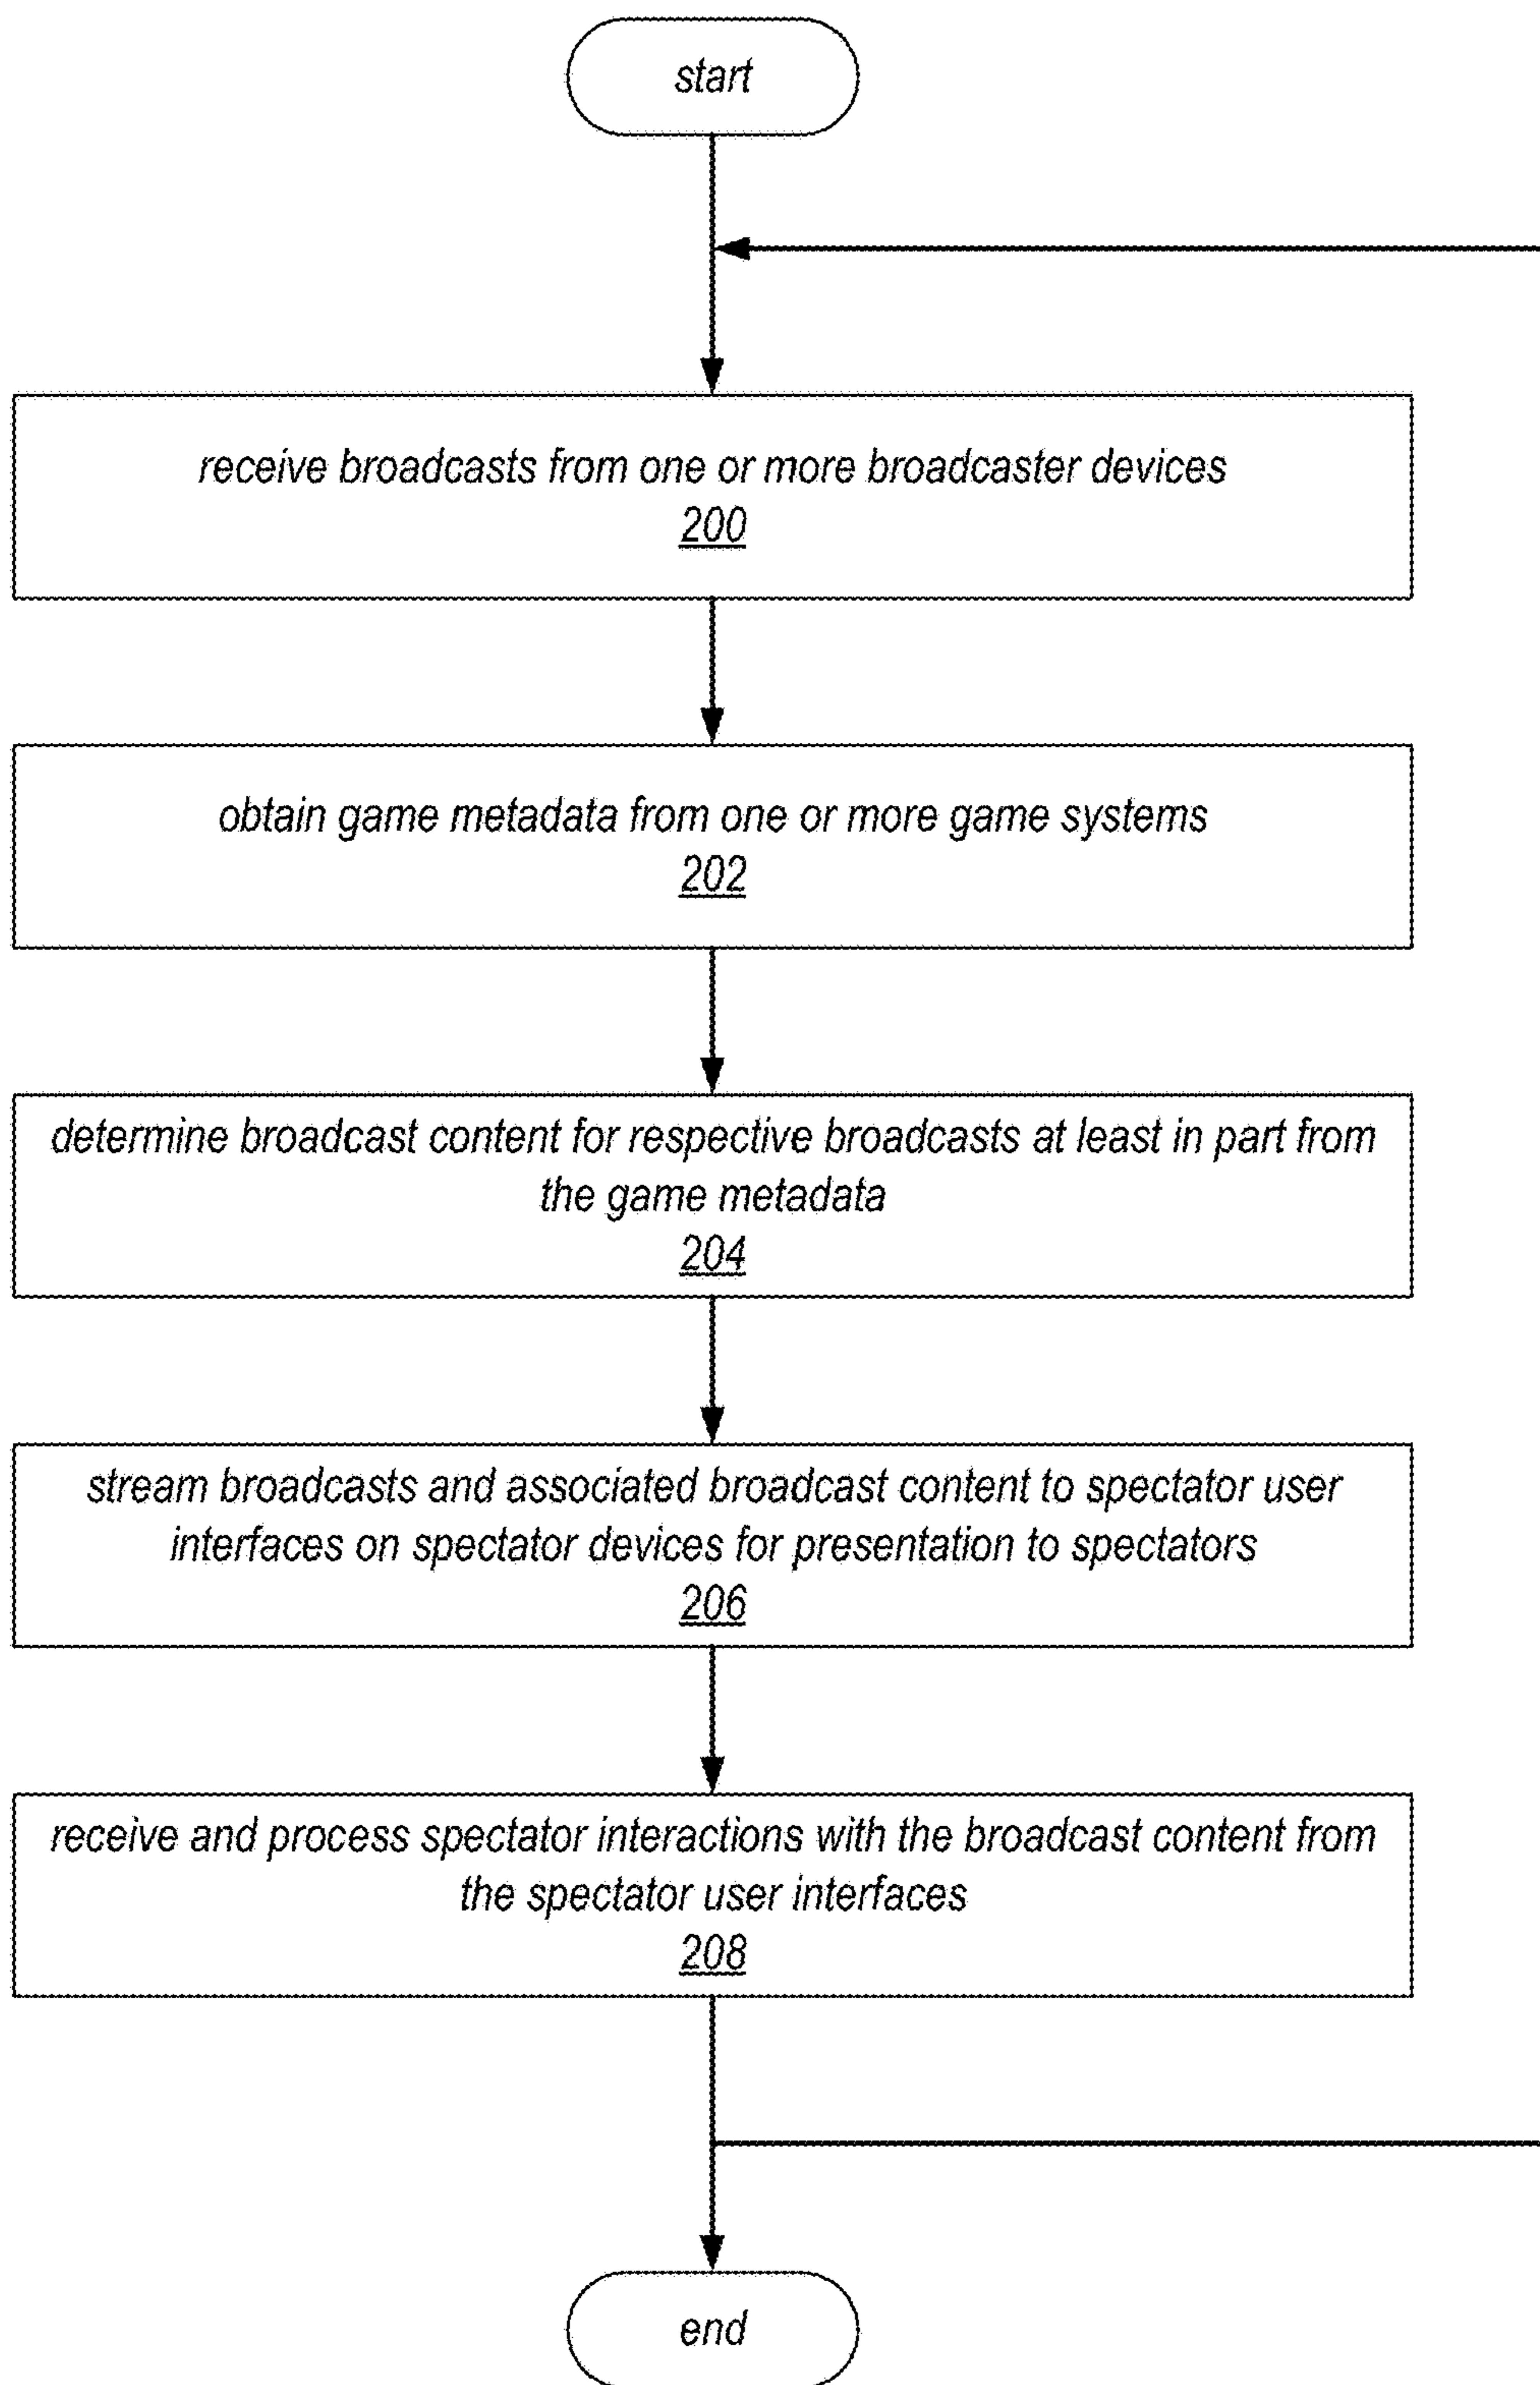 start
receive broadcasts from one or more broadcaster devices
200
obtain game metadata from one or more game systems
202
determine broadcast content for respective broadcasts at least in part from
the game metadata
204
stream broadcasts and associated broadcast content to spectator user
interfaces on spectator devices for presentation to spectators
206
receive and process spectator interactions with the broadcast content from
the spectator user interfaces
208
end